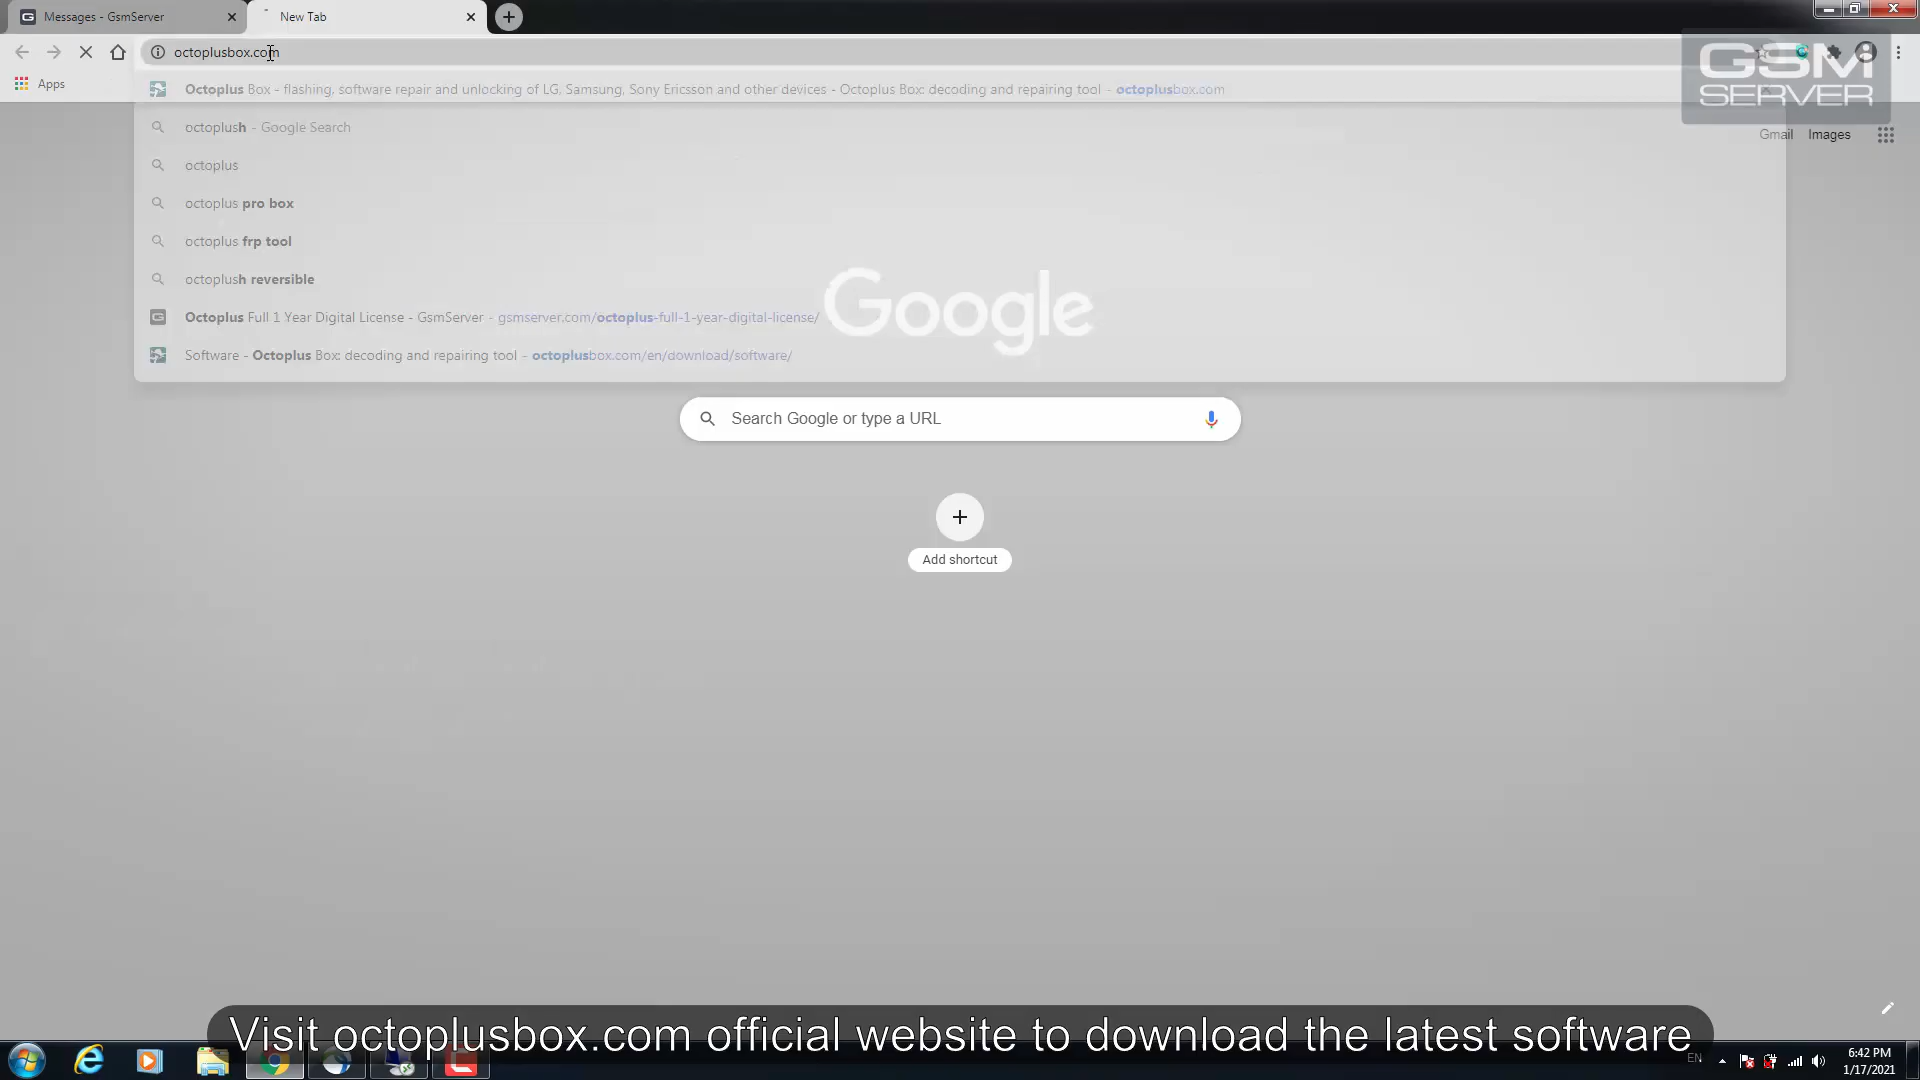 Messages - GsmServer
New Tab
octoplusbox.com
Apps
Octoplus Box - flashing, software repair and unlocking of LG, Samsung, Sony Ericsson and other devices - Octoplus Box: decoding and repairing tool - octoplusbox.com
GSM
SERVER
octoplush - Google Search
Gmail Images
octoplus
octoplus pro box
octoplus frp tool
octoplush reversible
Octoplus Full 1 Year Digital License - GsmServer - gsmserver.com/octoplus-full-1-year-digital-license/
Google
Software - Octoplus Box: decoding and repairing tool - octoplusbox.com/en/download/software/
Search Google or type a URL
Add shortcut
Visit octoplusbox.com official website to download the latest software
EN
6:42 PM
1/17/2021